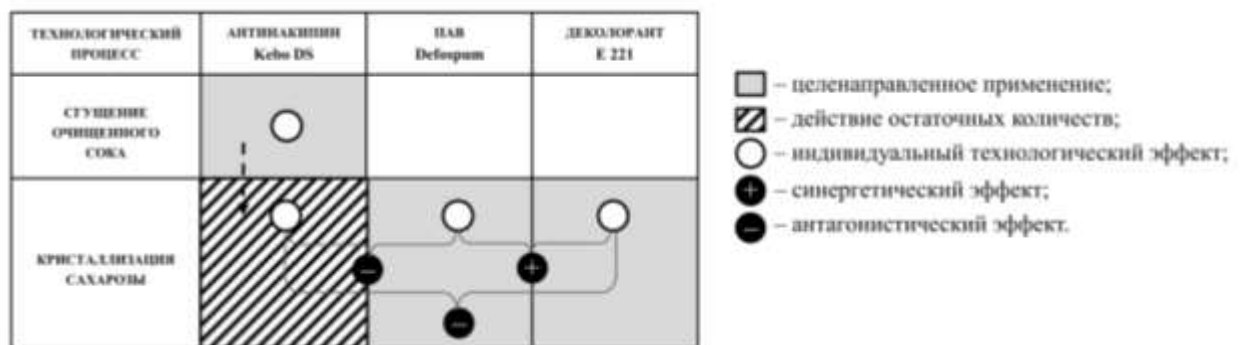 ТЕХНОЛОГИЧЕСКИЙ
ПРОЦЕСС
АНТИНАКИПИН
Kebo DS
ПАВ
Defospum
ДЕКОЛОРАНТ
Е 221
СГУЩЕНИЕ
ОЧИЩЕННОГО
СОКА
КРИСТАЛЛИЗАЦИЯ
САХАРОЗЫ
– целенаправленное применение;
– действие остаточных количеств;
– индивидуальный технологический эффект;
+ – синергетический эффект;
– – антагонистический эффект.